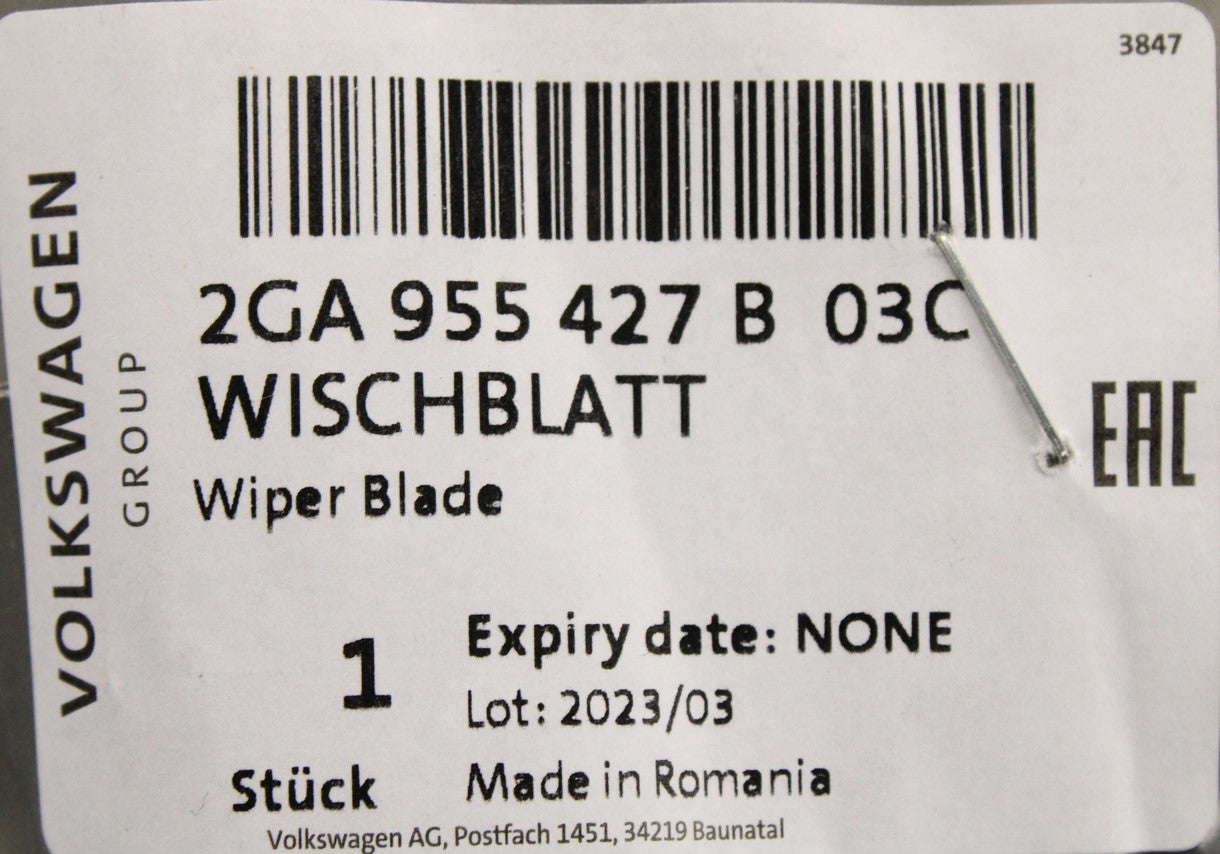 3847
VOLKSWAGEN
GROUP
2GA 955 427 B 03C
WISCHBLATT
EAC
Wiper Blade
1
Stück
Expiry date: NONE
Lot: 2023/03
Made in Romania
Volkswagen AG, Postfach 1451, 34219 Baunatal